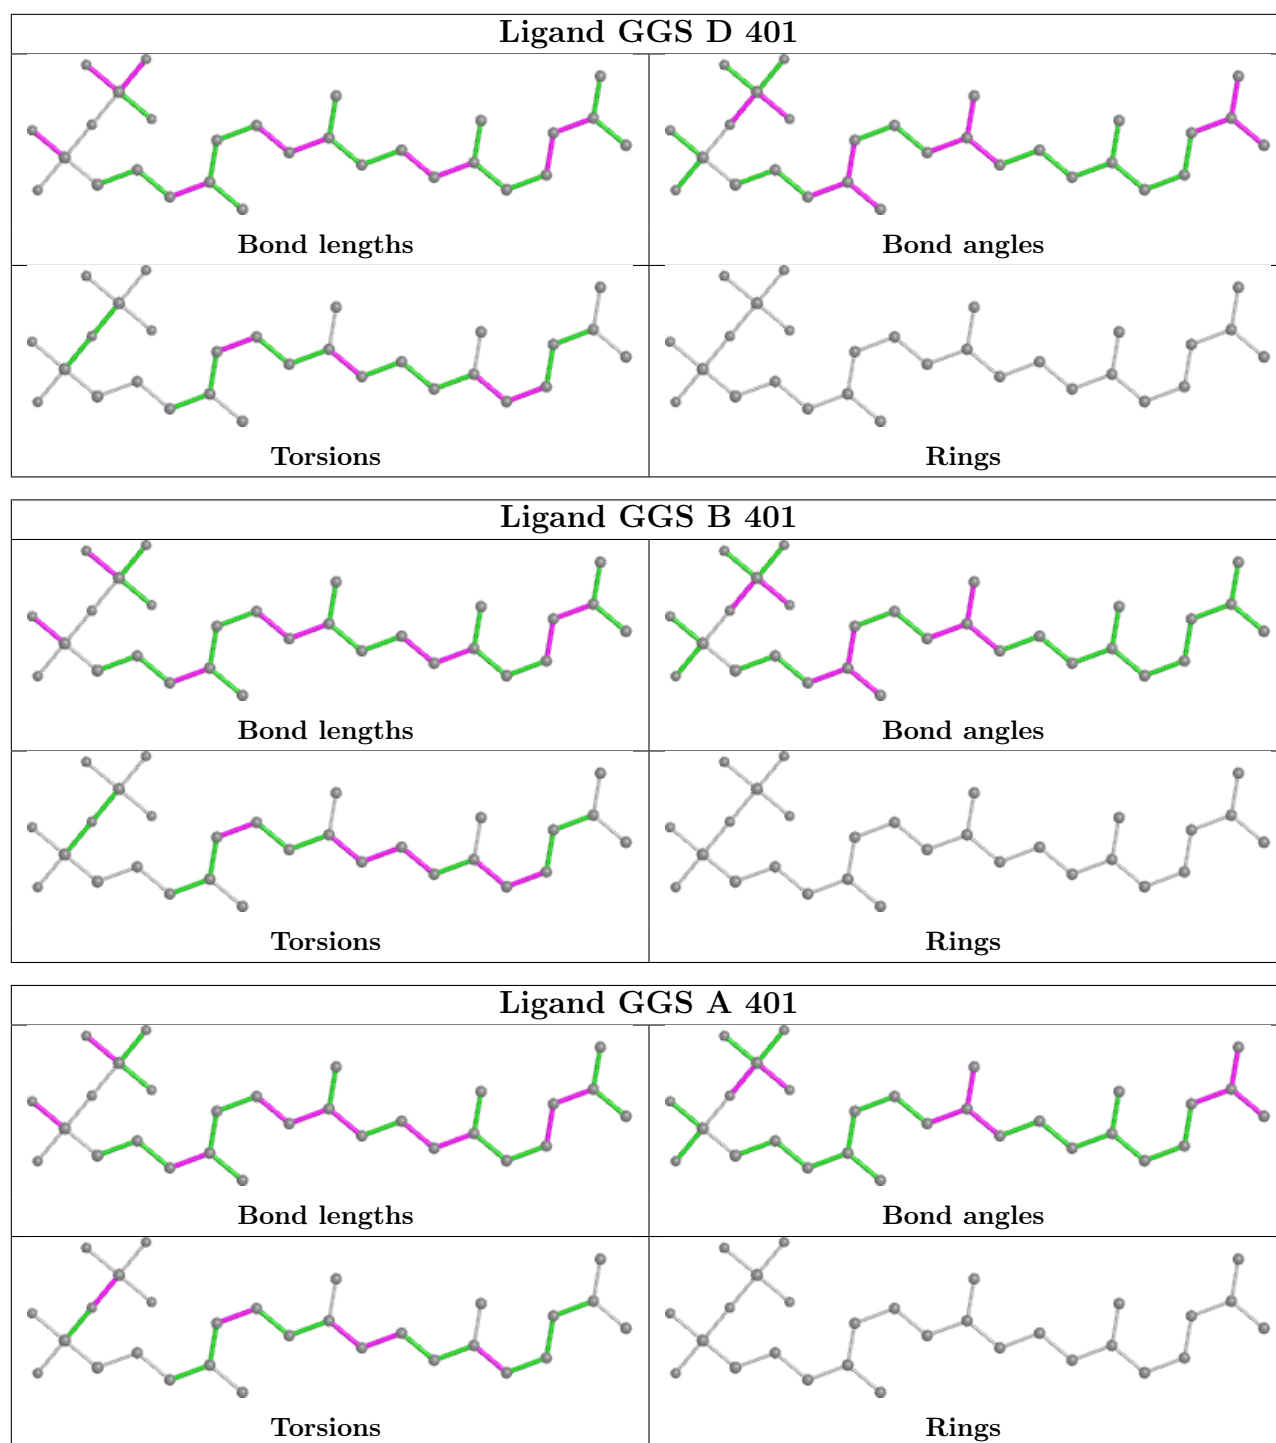 Ligand GGS D 401
Bond lengths
Bond angles
Torsions
Rings
Ligand GGS B 401
Bond lengths
Bond angles
Torsions
Rings
Ligand GGS A 401
Bond lengths
Bond angles
Torsions
Rings